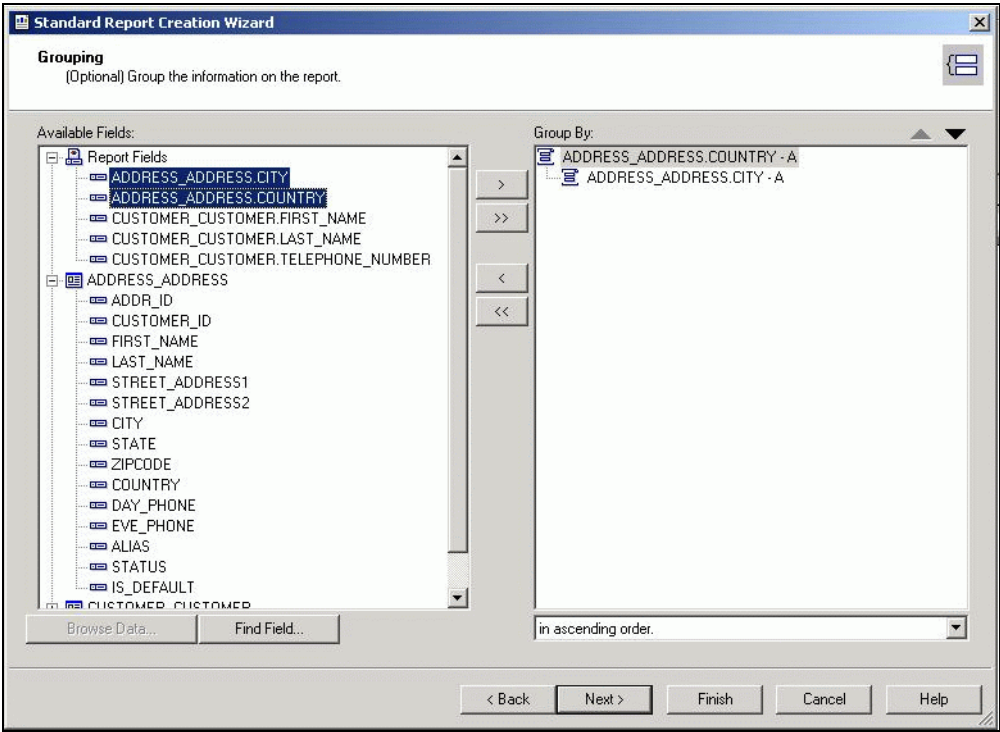 Standard Report Creation Wizard
Grouping
(Optional) Group the information on the report.
Available Fields:
Report Fields
ADDRESS_ADDRESS.CITY
ADDRESS_ADDRESS.COUNTRY
CUSTOMER_CUSTOMER.FIRST_NAME
CUSTOMER_CUSTOMER.LAST_NAME
CUSTOMER_CUSTOMER.TELEPHONE_NUMBER
ADDRESS_ADDRESS
ADDR_ID
CUSTOMER_ID
FIRST_NAME
LAST_NAME
STREET_ADDRESS1
STREET_ADDRESS2
CITY
STATE
ZIPCODE
COUNTRY
DAY_PHONE
EVE_PHONE
ALIAS
STATUS
IS_DEFAULT
CUSTOMER_CUSTOMER
Browse Data...
Find Field...
>
>>
<
<<
Group By:
ADDRESS_ADDRESS.COUNTRY - A
ADDRESS_ADDRESS.CITY - A
in ascending order.
< Back
Next >
Finish
Cancel
Help